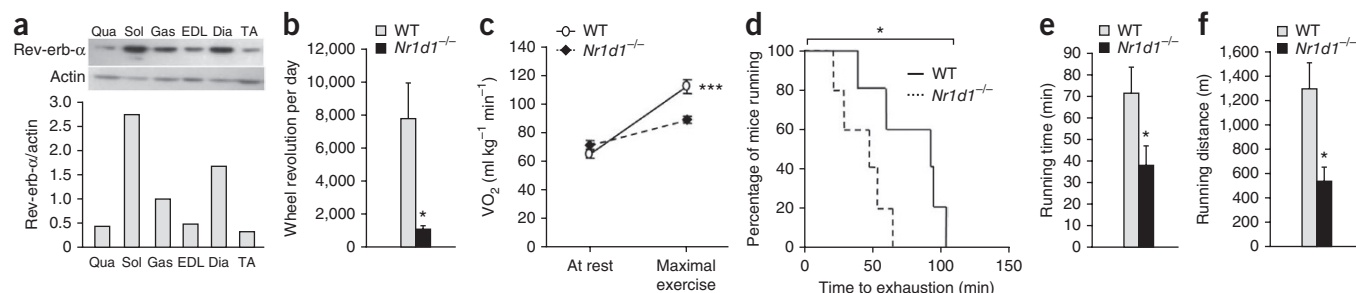 a
Qua Sol Gas EDL Dia TA
Rev-erb-α
Actin
Rev-erb-α/actin
3.0
2.5
2.0
1.5
1.0
0.5
0
Qua Sol Gas EDL Dia TA
b
WT
Nr1d1⁻/⁻
Wheel revolution per day
12,000
10,000
8,000
6,000
4,000
2,000
0
*
c
WT
Nr1d1⁻/⁻
VO₂ (ml kg⁻¹ min⁻¹)
140
120
100
80
60
40
20
0
***
At rest
Maximal exercise
d
*
WT
Nr1d1⁻/⁻
Percentage of mice running
100
80
60
40
20
0
0 50 100 150
Time to exhaustion (min)
e
WT
Nr1d1⁻/⁻
Running time (min)
90
80
70
60
50
40
30
20
10
0
*
f
WT
Nr1d1⁻/⁻
Running distance (m)
1,600
1,400
1,200
1,000
800
600
400
200
0
*